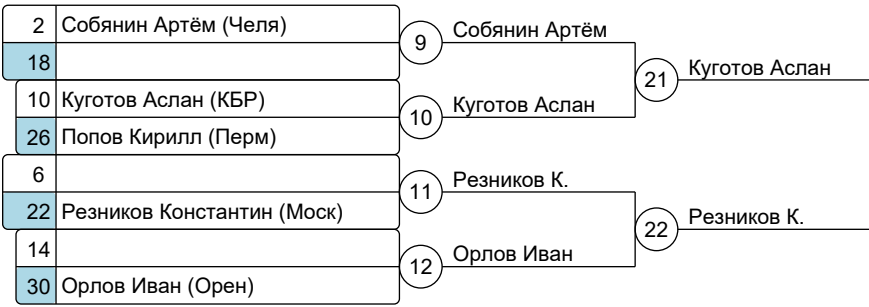 2 Собянин Артём (Челя)
18
9 Собянин Артём
10 Куготов Аслан (КБР)
26 Попов Кирилл (Перм)
10 Куготов Аслан
21 Куготов Аслан
6
22 Резников Константин (Моск)
11 Резников К.
14
30 Орлов Иван (Орен)
12 Орлов Иван
22 Резников К.